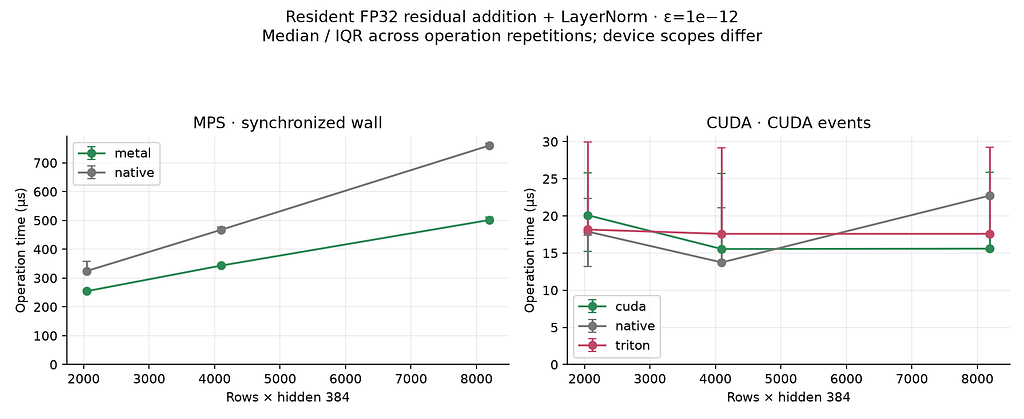 Resident FP32 residual addition + LayerNorm · ε=1e−12
Median / IQR across operation repetitions; device scopes differ
MPS · synchronized wall
Operation time (µs)
700
600
500
400
300
200
100
0
2000 3000 4000 5000 6000 7000 8000
Rows × hidden 384
metal
native
CUDA · CUDA events
Operation time (µs)
30
25
20
15
10
5
0
2000 3000 4000 5000 6000 7000 8000
Rows × hidden 384
cuda
native
triton